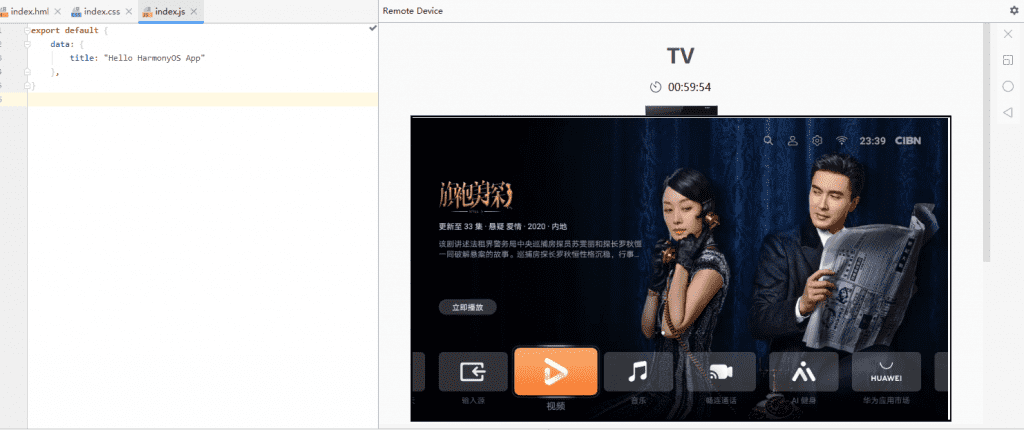 index.hml
index.css
index.js
Remote Device
export default {
data: {
title: "Hello HarmonyOS App"
},
}
TV
00:59:54
23:39 CIBN
旗袍美探
更新至 33 集 · 悬疑 爱情 · 2020 · 内地
该剧讲述法租界警务局中央巡捕房探员苏雯丽和探长罗秋恒
一同破解悬案的故事。巡捕房探长罗秋恒性格沉稳，行事...
立即播放
HUAWEI
输入源
视频
音乐
畅连通话
AI 健身
华为应用市场